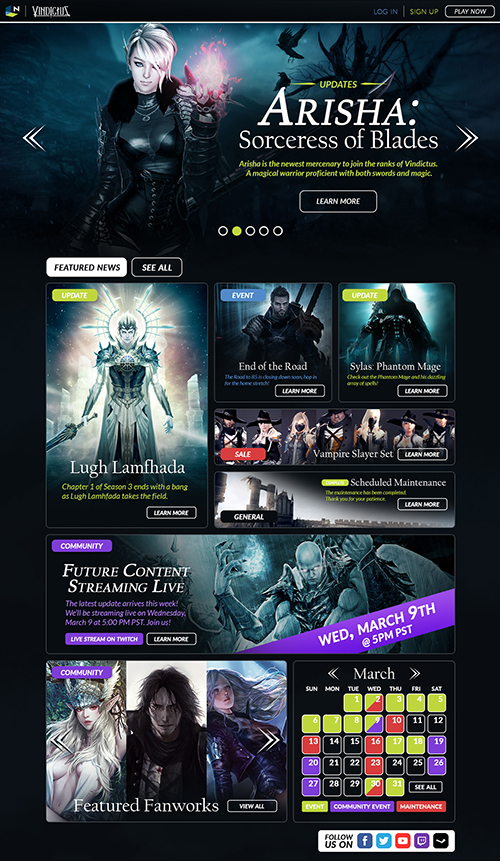 N
VINDICTUS
LOG IN
SIGN UP
PLAY NOW
UPDATES
ARISHA:
Sorceress of Blades
Arisha is the newest mercenary to join the ranks of Vindictus.
A magical warrior proficient with both swords and magic.
LEARN MORE
FEATURED NEWS
SEE ALL
UPDATE
Lugh Lamfhada
Chapter 1 of Season 3 ends with a bang
as Lugh Lamhfada takes the field.
LEARN MORE
EVENT
End of the Road
The Road to 85 is closing down soon, hop in
for the home stretch!
LEARN MORE
UPDATE
Sylas: Phantom Mage
Check out the Phantom Mage and his dazzling
array of spells!
LEARN MORE
SALE
Vampire Slayer Set
LEARN MORE
COMPLETE
Scheduled Maintenance
The maintenance has been completed.
Thank you for your patience.
GENERAL
LEARN MORE
COMMUNITY
FUTURE CONTENT
STREAMING LIVE
The latest update arrives this week!
We'll be streaming live on Wednesday,
March 9 at 5:00 PM PST. Join us!
LIVE STREAM ON TWITCH
LEARN MORE
WED, MARCH 9TH
@ 5PM PST
COMMUNITY
Featured Fanworks
VIEW ALL
March
SUN MON TUE WED THU FRI SAT
1 2 3 4 5
6 7 8 9 10 11 12
13 14 15 16 17 18 19
20 21 22 23 24 25 26
27 28 29 30 31
SEE ALL
EVENT
COMMUNITY EVENT
MAINTENANCE
FOLLOW
US ON